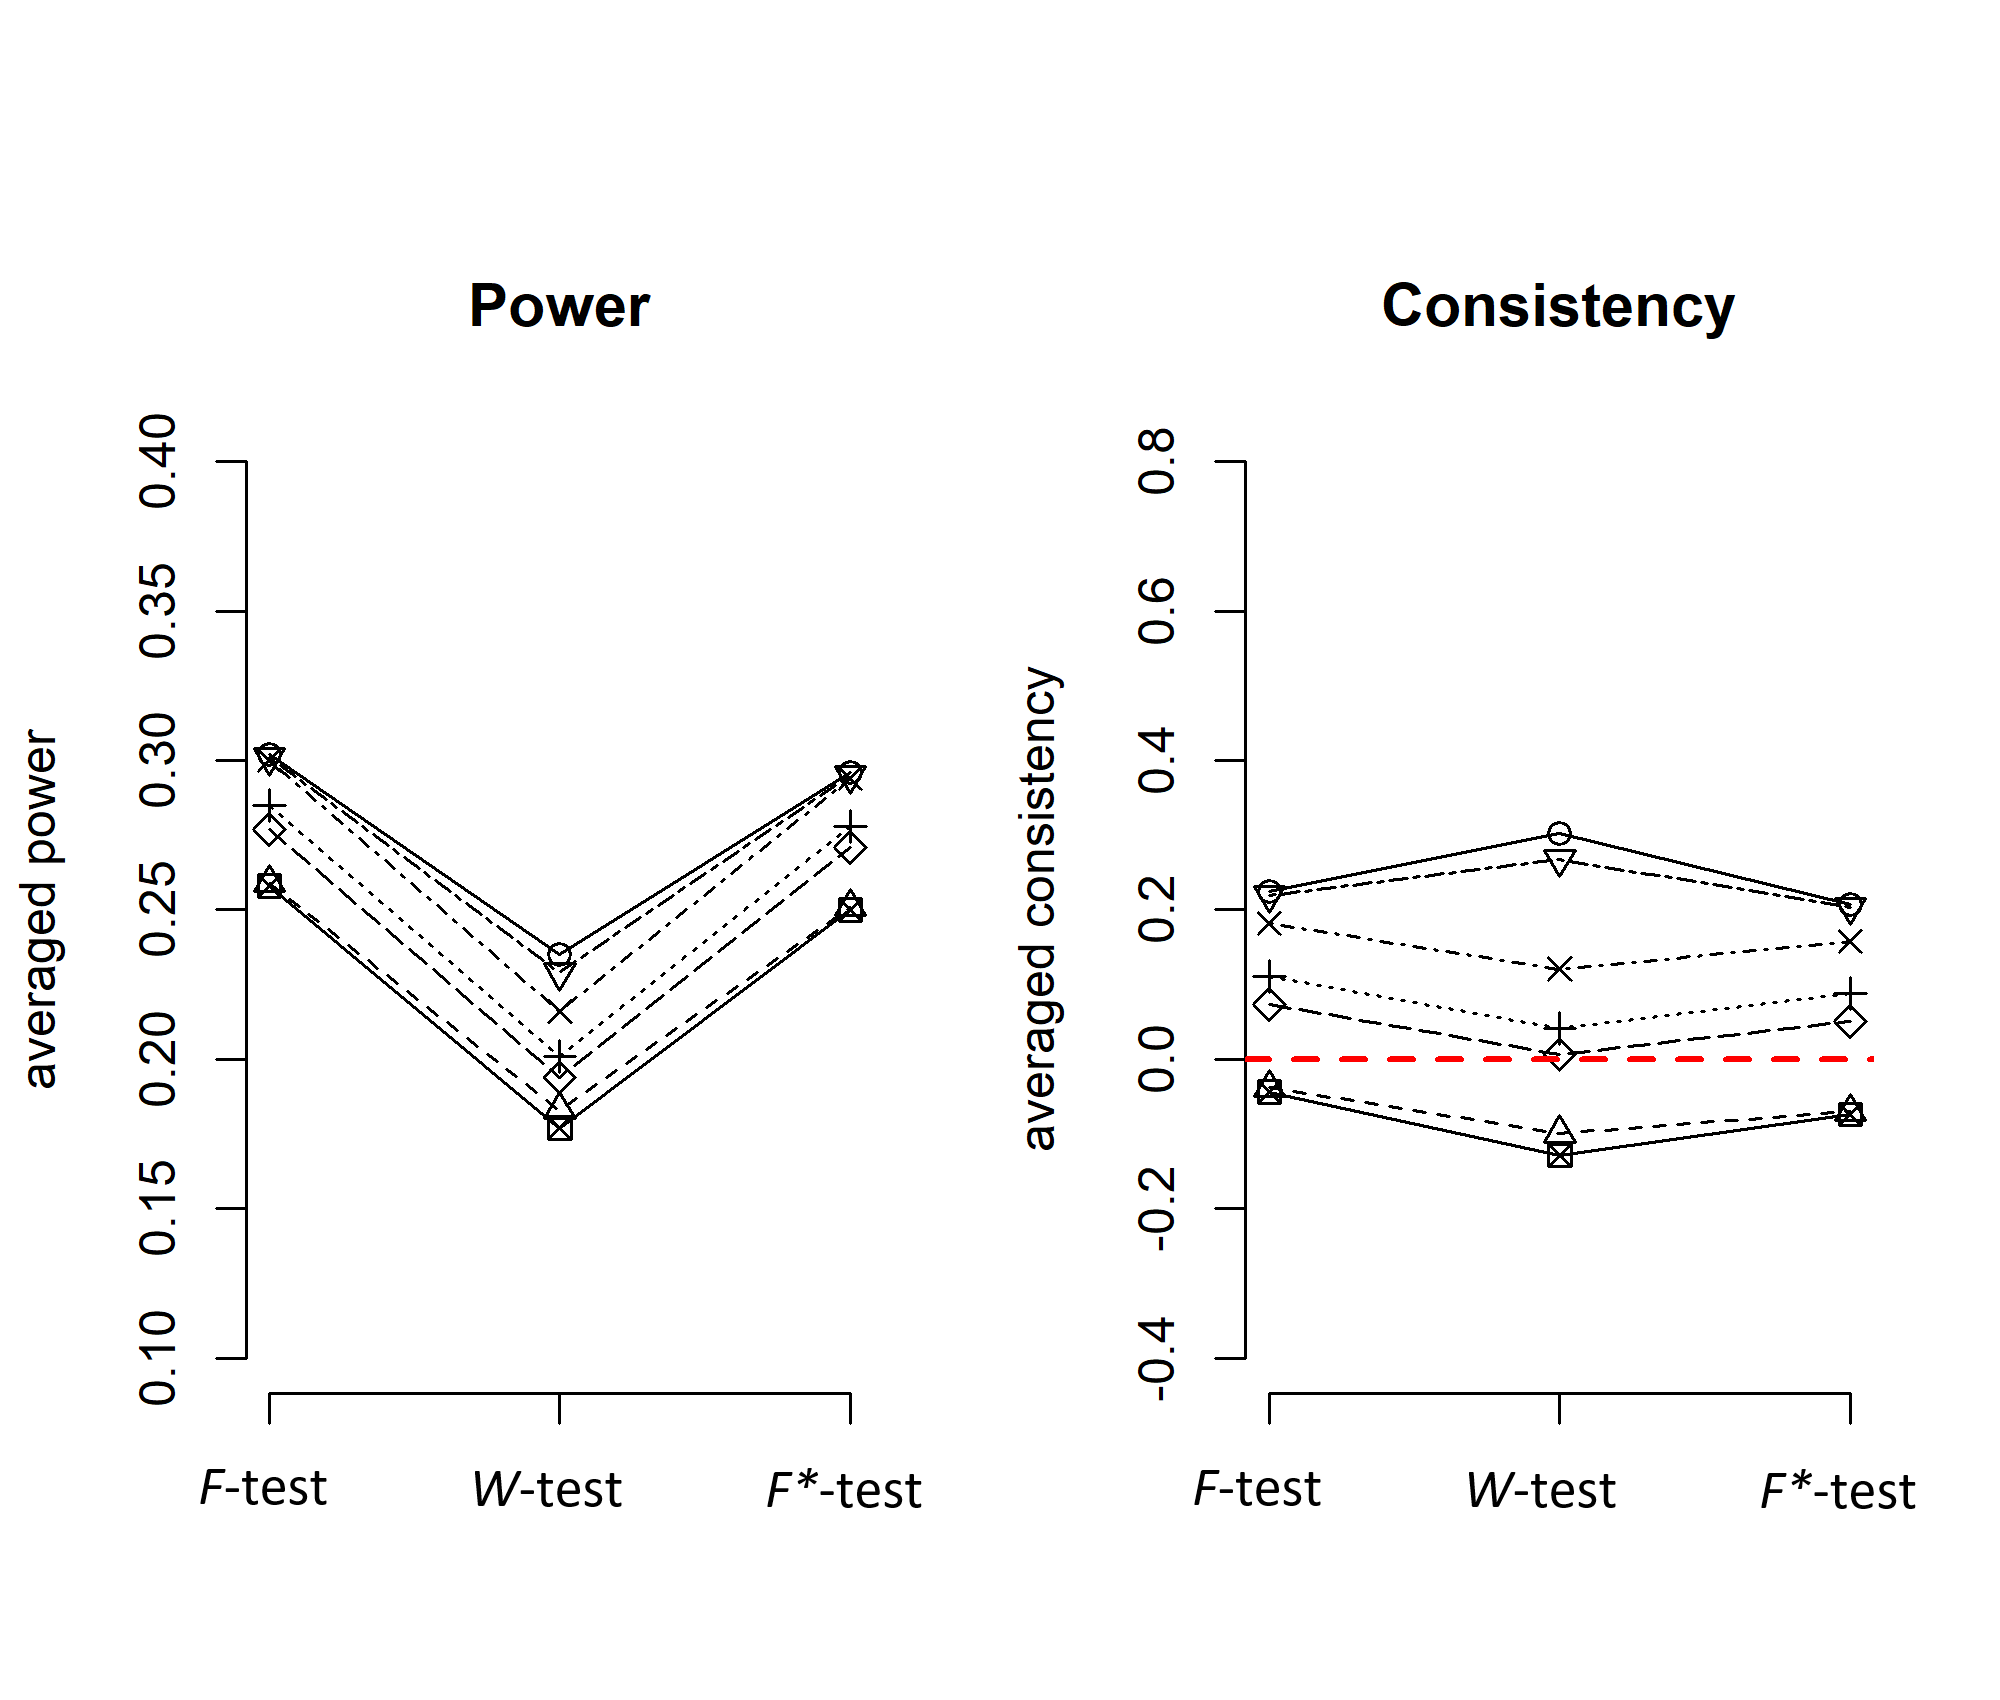 Power
averaged power
0.40
0.35
0.30
0.25
0.20
0.15
0.10
F-test W-test F*-test
Consistency
averaged consistency
0.8
0.6
0.4
0.2
0.0
-0.2
-0.4
F-test W-test F*-test